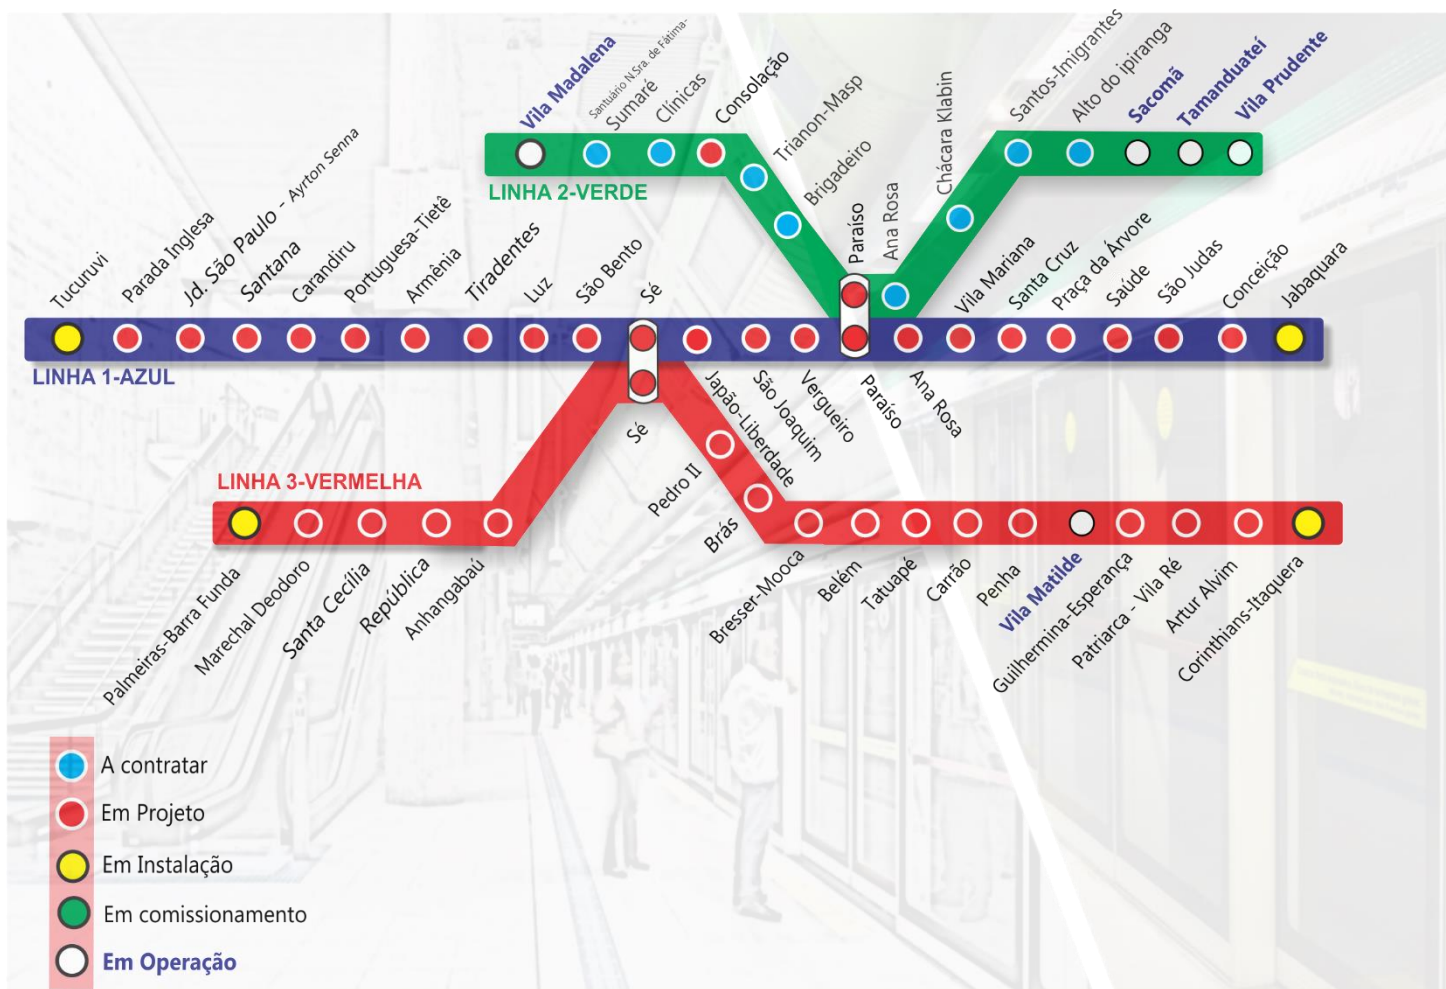 Vila Madalena
Santuário N.Sra. de Fátima-
Sumaré
Clínicas
Consolação
Trianon-Masp
Brigadeiro
Paraíso
Ana Rosa
Chácara Klabin
Santos-Imigrantes
Alto do ipiranga
Sacomã
Tamanduateí
Vila Prudente
LINHA 2-VERDE
Tucuruvi
Parada Inglesa
Jd. São Paulo - Ayrton Senna
Santana
Carandiru
Portuguesa-Tietê
Armênia
Tiradentes
Luz
São Bento
Sé
Vila Mariana
Santa Cruz
Praça da Árvore
Saúde
São Judas
Conceição
Jabaquara
LINHA 1-AZUL
Japão-Liberdade
São Joaquim
Vergueiro
Paraíso
Ana Rosa
LINHA 3-VERMELHA
Sé
Pedro II
Brás
Palmeiras-Barra Funda
Marechal Deodoro
Santa Cecília
República
Anhangabaú
Bresser-Mooca
Belém
Tatuapé
Carrão
Penha
Vila Matilde
Guilhermina-Esperança
Patriarca - Vila Ré
Artur Alvim
Corinthians-Itaquera
A contratar
Em Projeto
Em Instalação
Em comissionamento
Em Operação